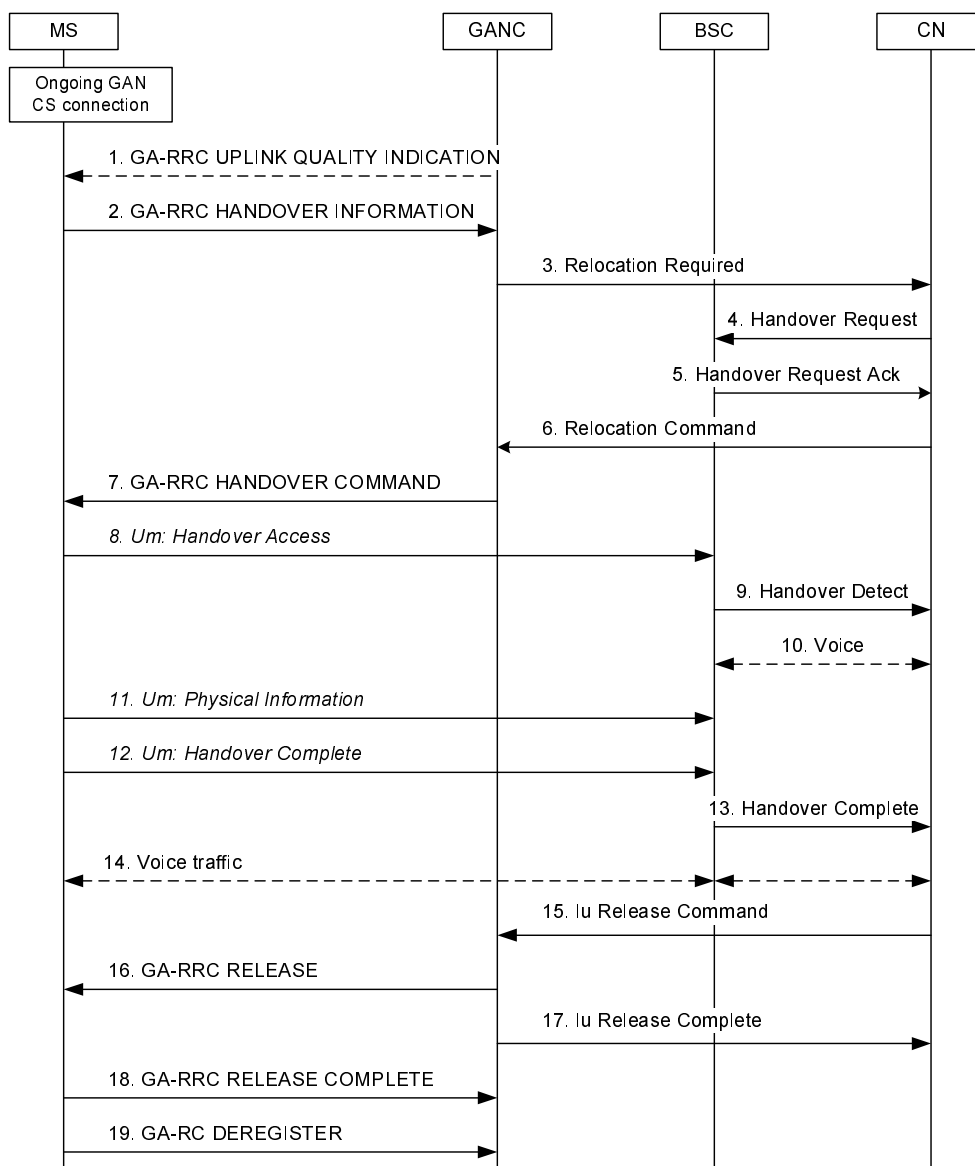 MS
GANC
BSC
CN
Ongoing GAN
CS connection
1. GA-RRC UPLINK QUALITY INDICATION
2. GA-RRC HANDOVER INFORMATION
3. Relocation Required
4. Handover Request
5. Handover Request Ack
6. Relocation Command
7. GA-RRC HANDOVER COMMAND
8. Um: Handover Access
9. Handover Detect
10. Voice
11. Um: Physical Information
12. Um: Handover Complete
13. Handover Complete
14. Voice traffic
15. Iu Release Command
16. GA-RRC RELEASE
17. Iu Release Complete
18. GA-RRC RELEASE COMPLETE
19. GA-RC DEREGISTER